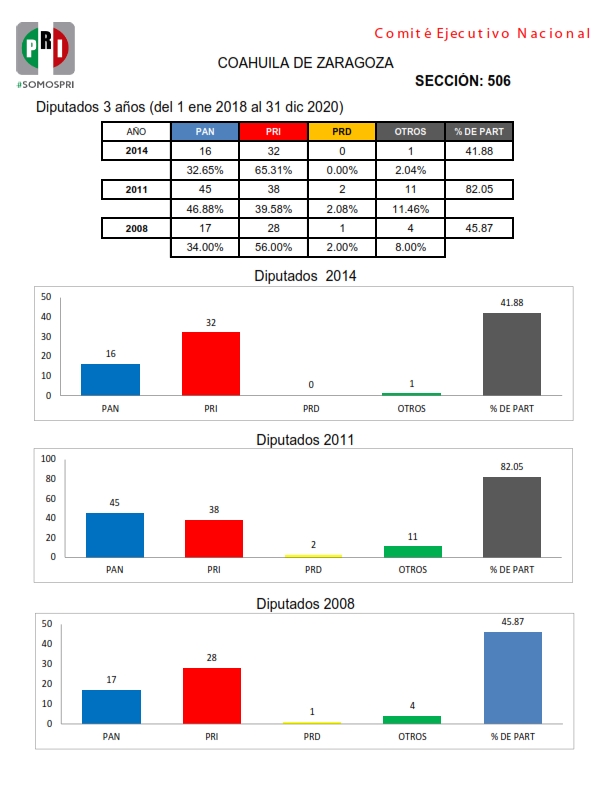 Comité Ejecutivo Nacional
PRI
#SOMOSPRI
COAHUILA DE ZARAGOZA
SECCIÓN: 506
Diputados 3 años (del 1 ene 2018 al 31 dic 2020)
AÑO PAN PRI PRD OTROS % DE PART
2014 16 32 0 1 41.88
32.65% 65.31% 0.00% 2.04%
2011 45 38 2 11 82.05
46.88% 39.58% 2.08% 11.46%
2008 17 28 1 4 45.87
34.00% 56.00% 2.00% 8.00%
Diputados 2014
50
40
30
20
10
0
16 32 0 1 41.88
PAN PRI PRD OTROS % DE PART
Diputados 2011
100
80
60
40
20
0
45 38 2 11 82.05
PAN PRI PRD OTROS % DE PART
Diputados 2008
50
40
30
20
10
0
17 28 1 4 45.87
PAN PRI PRD OTROS % DE PART